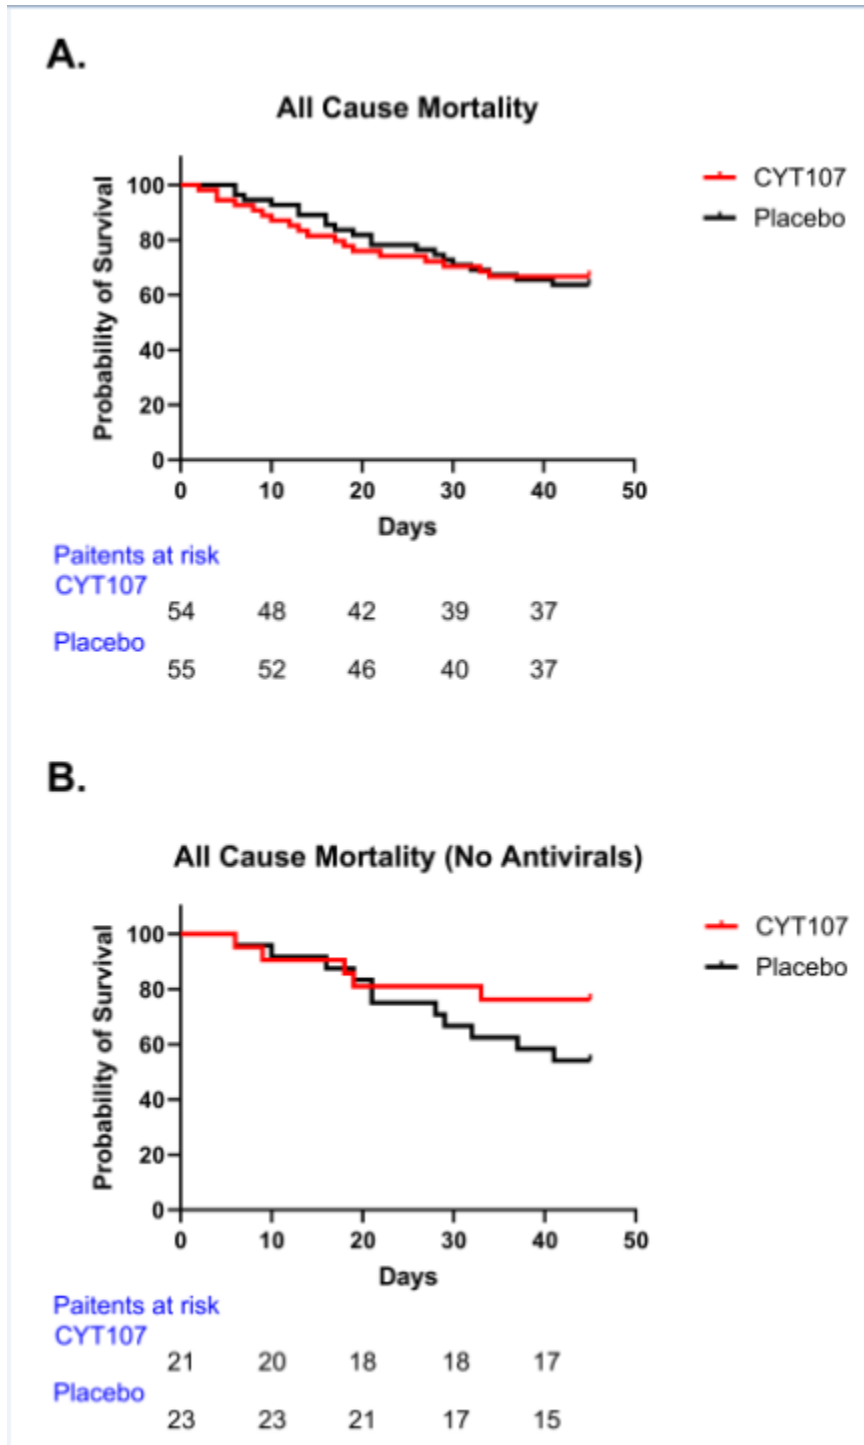 A.
All Cause Mortality
CYT107
Placebo
Probability of Survival
100
80
60
40
20
0
0 10 20 30 40 50
Days
Paitents at risk
CYT107
54 48 42 39 37
Placebo
55 52 46 40 37
B.
All Cause Mortality (No Antivirals)
CYT107
Placebo
Probability of Survival
100
80
60
40
20
0
0 10 20 30 40 50
Days
Paitents at risk
CYT107
21 20 18 18 17
Placebo
23 23 21 17 15